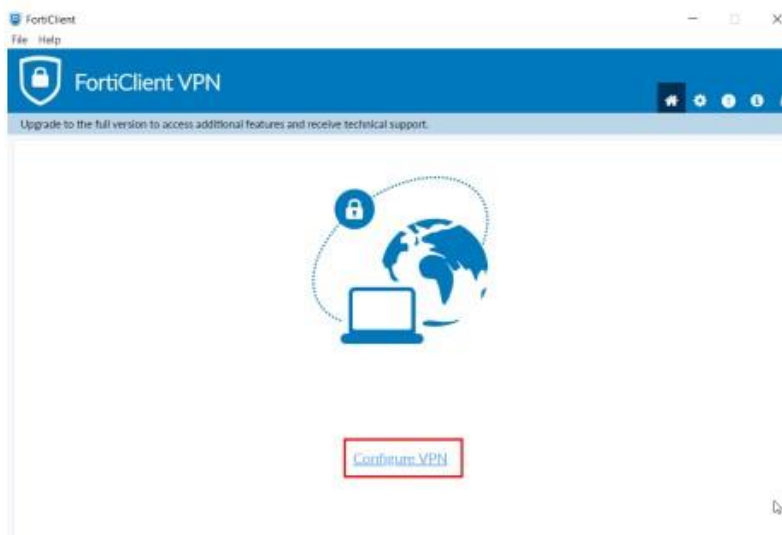 FortiClient
File Help
FortiClient VPN
Upgrade to the full version to access additional features and receive technical support.
Configure VPN